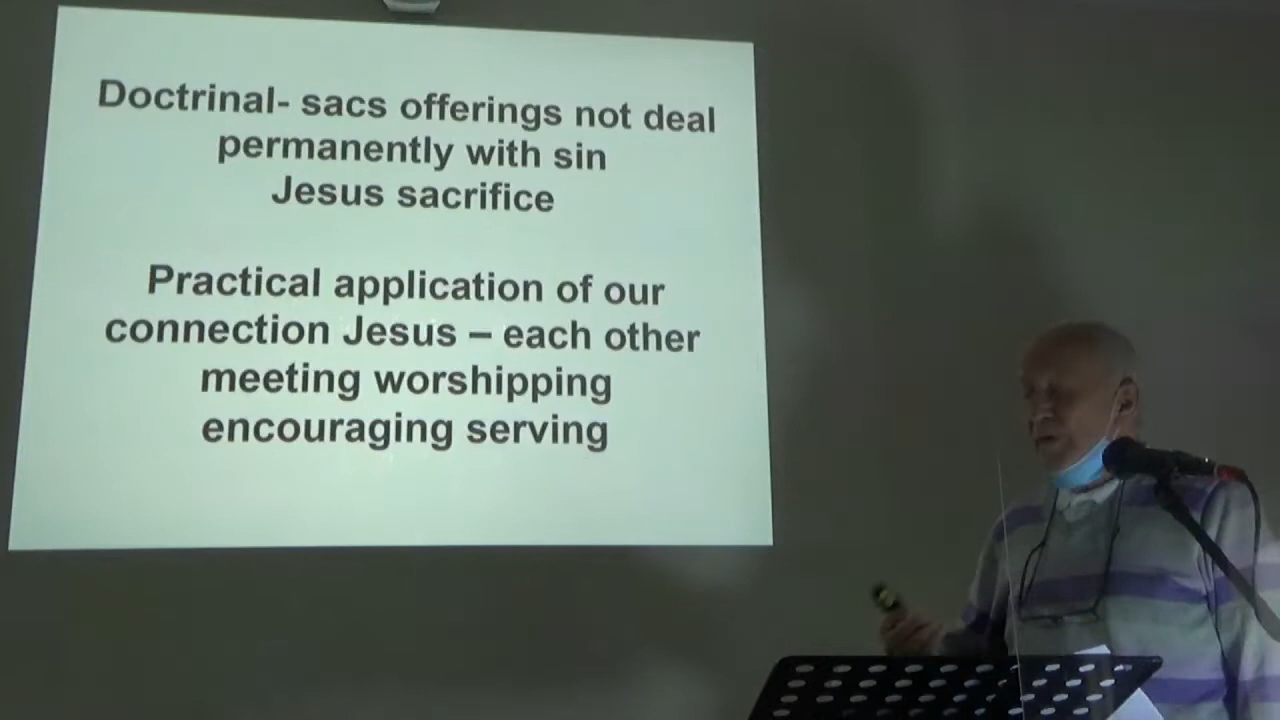 Doctrinal- sacs offerings not deal
permanently with sin
Jesus sacrifice
Practical application of our
connection Jesus – each other
meeting worshipping
encouraging serving